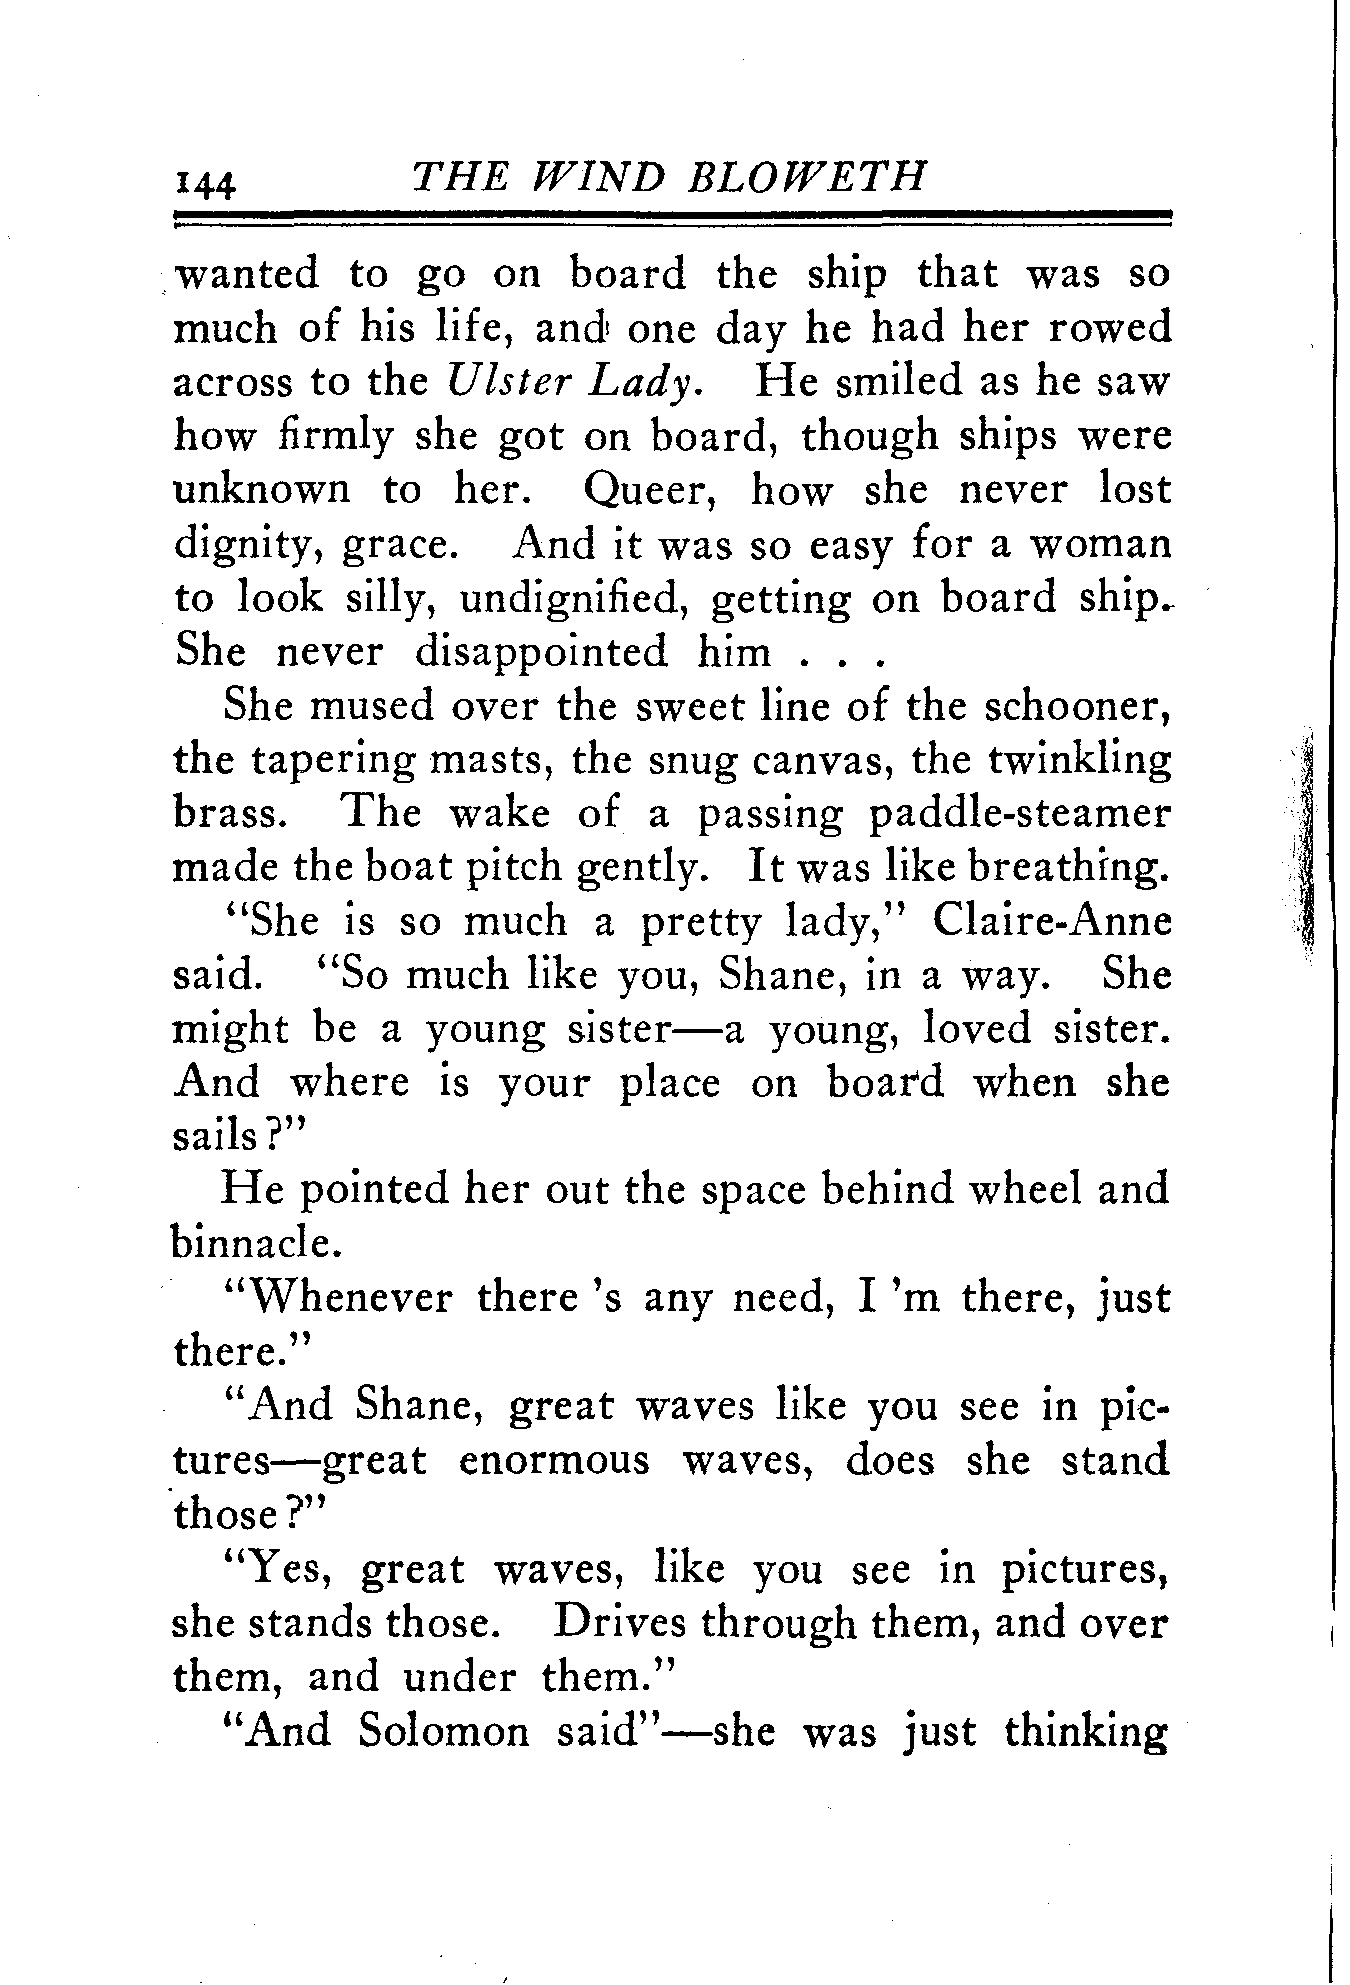 144 THE WIND BLOWETH
wanted to go on board the ship that was so
much of his life, and one day he had her rowed
across to the Ulster Lady. He smiled as he saw
how firmly she got on board, though ships were
unknown to her. Queer, how she never lost
dignity, grace. And it was so easy for a woman
to look silly, undignified, getting on board ship.
She never disappointed him . . .
She mused over the sweet line of the schooner,
the tapering masts, the snug canvas, the twinkling
brass. The wake of a passing paddle-steamer
made the boat pitch gently. It was like breathing.
"She is so much a pretty lady," Claire-Anne
said. "So much like you, Shane, in a way. She
might be a young sister—a young, loved sister.
And where is your place on board when she
sails?"
He pointed her out the space behind wheel and
binnacle.
"Whenever there 's any need, I 'm there, just
there."
"And Shane, great waves like you see in pic-
tures—great enormous waves, does she stand
those?"
"Yes, great waves, like you see in pictures,
she stands those. Drives through them, and over
them, and under them."
"And Solomon said"—she was just thinking